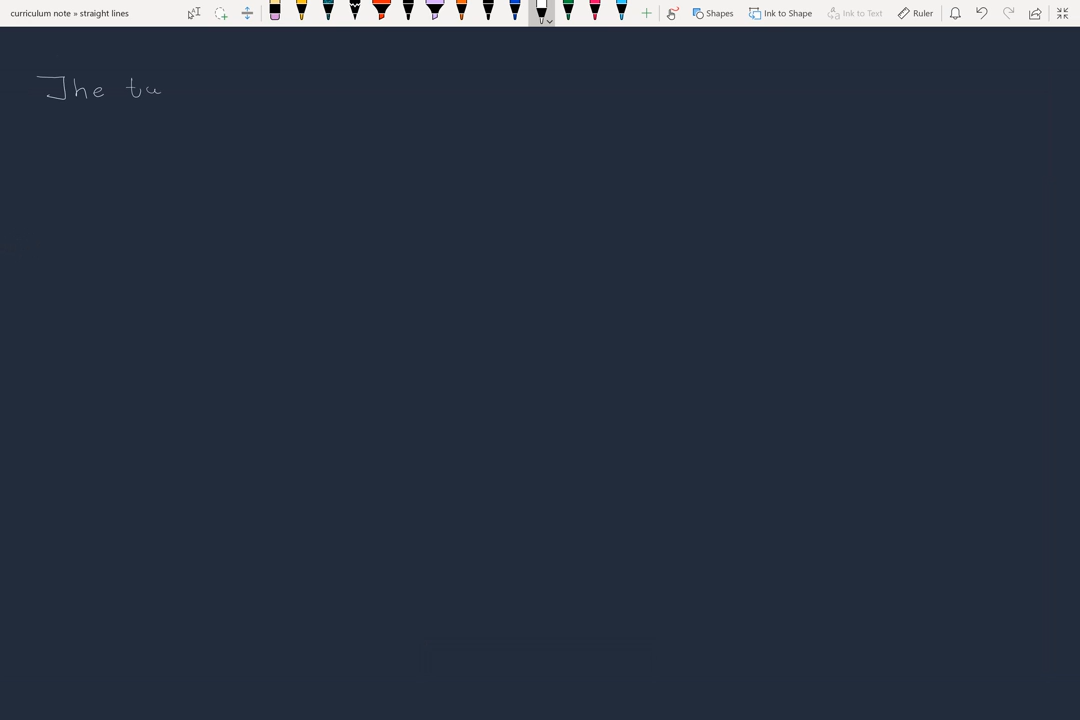 curriculum note » straight lines
Shapes
Ink to Shape
Ink to Text
Ruler
The tu